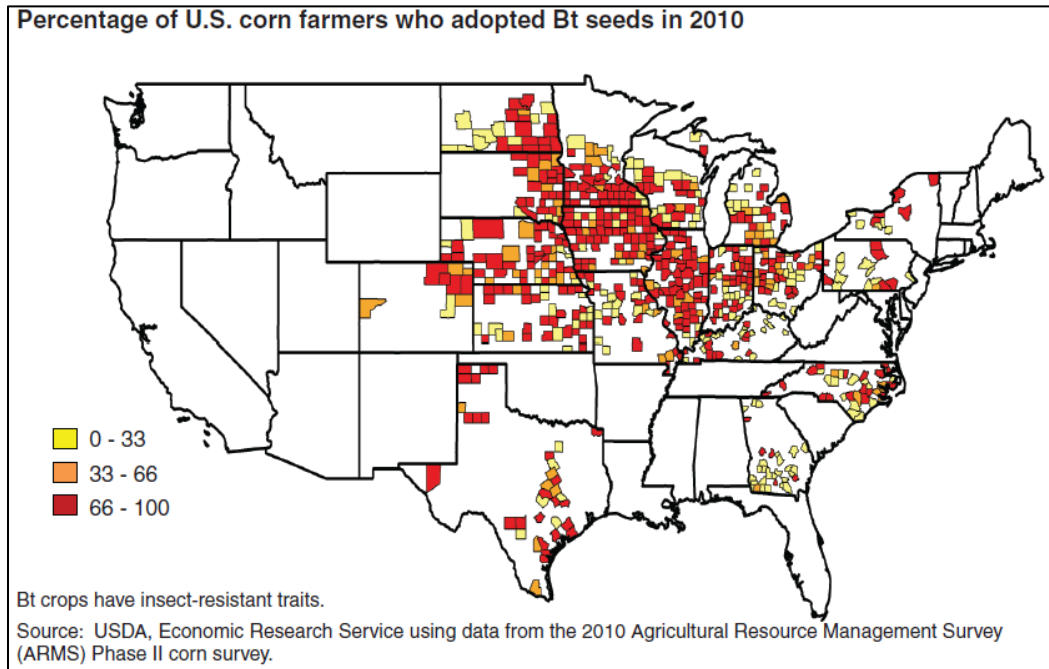 Percentage of U.S. corn farmers who adopted Bt seeds in 2010
0 - 33
33 - 66
66 - 100
Bt crops have insect-resistant traits.
Source: USDA, Economic Research Service using data from the 2010 Agricultural Resource Management Survey
(ARMS) Phase II corn survey.